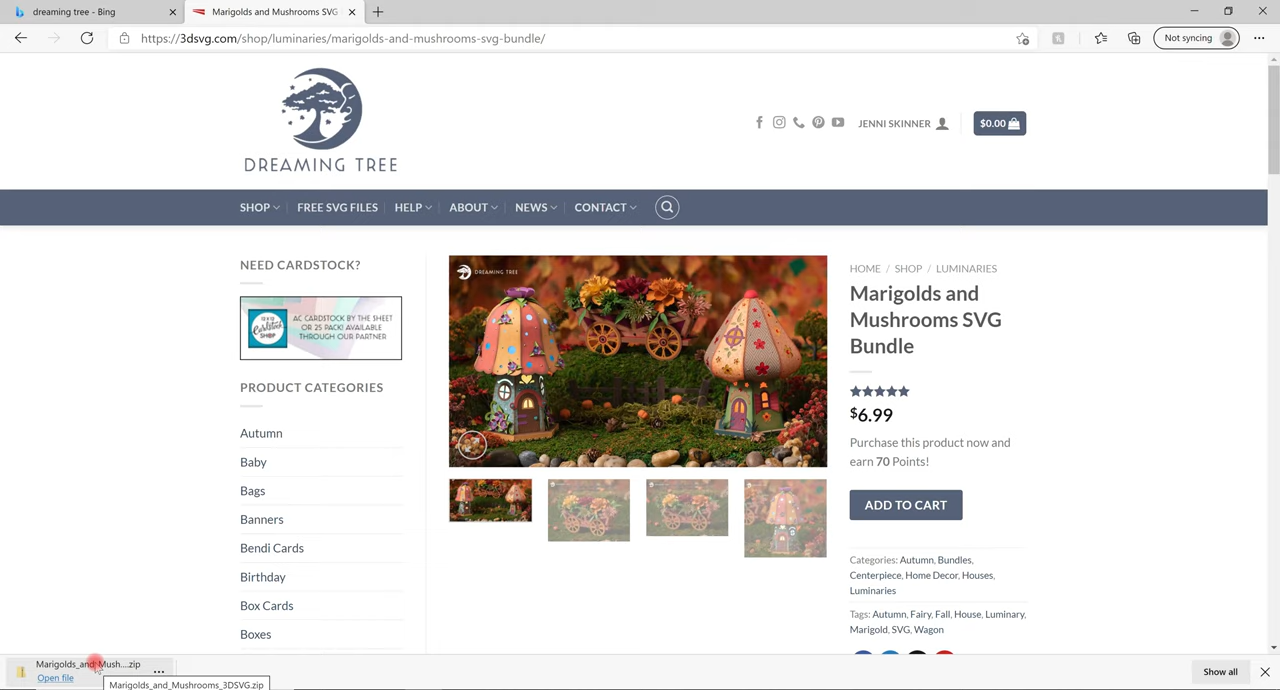 dreaming tree - Bing
Marigolds and Mushrooms SVG
https://3dsvg.com/shop/luminaries/marigolds-and-mushrooms-svg-bundle/
Not syncing
DREAMING TREE
JENNI SKINNER
$0.00
SHOP
FREE SVG FILES
HELP
ABOUT
NEWS
CONTACT
NEED CARDSTOCK?
12 x 12
Cardstock
SHOP
AC CARDSTOCK BY THE SHEET
OR 25 PACK! AVAILABLE
THROUGH OUR PARTNER
PRODUCT CATEGORIES
Autumn
Baby
Bags
Banners
Bendi Cards
Birthday
Box Cards
Boxes
DREAMING TREE
HOME / SHOP / LUMINARIES
Marigolds and
Mushrooms SVG
Bundle
$6.99
Purchase this product now and
earn 70 Points!
ADD TO CART
Categories: Autumn, Bundles,
Centerpiece, Home Decor, Houses,
Luminaries
Tags: Autumn, Fairy, Fall, House, Luminary,
Marigold, SVG, Wagon
Marigolds_and_Mush....zip
Open file
Marigolds_and_Mushrooms_3DSVG.zip
Show all